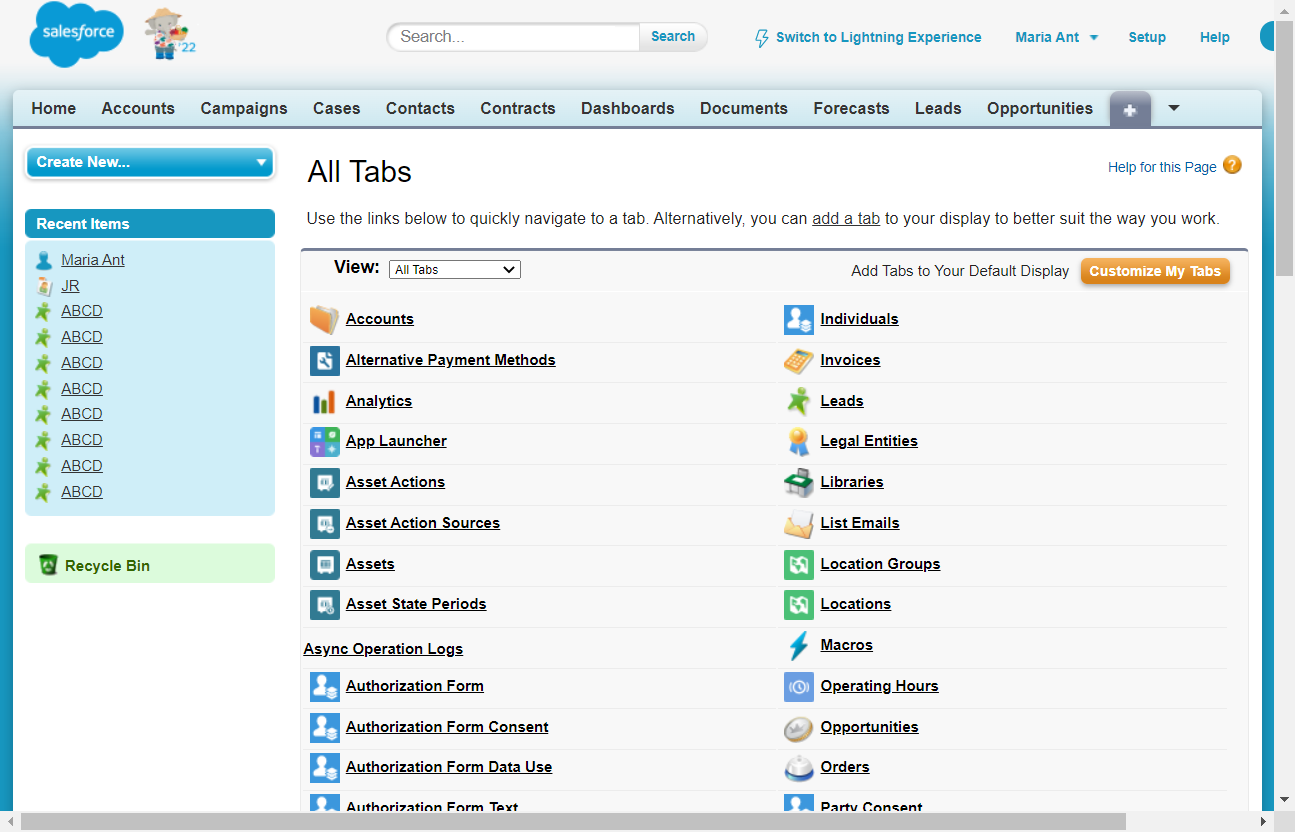 salesforce
'22
Search...
Search
Switch to Lightning Experience
Maria Ant
Setup
Help
Home
Accounts
Campaigns
Cases
Contacts
Contracts
Dashboards
Documents
Forecasts
Leads
Opportunities
Create New...
Recent Items
Maria Ant
JR
ABCD
ABCD
ABCD
ABCD
ABCD
ABCD
ABCD
ABCD
Recycle Bin
All Tabs
Help for this Page ?
Use the links below to quickly navigate to a tab. Alternatively, you can add a tab to your display to better suit the way you work.
View:
All Tabs
Add Tabs to Your Default Display
Customize My Tabs
Accounts
Alternative Payment Methods
Analytics
App Launcher
Asset Actions
Asset Action Sources
Assets
Asset State Periods
Async Operation Logs
Authorization Form
Authorization Form Consent
Authorization Form Data Use
Authorization Form Text
Individuals
Invoices
Leads
Legal Entities
Libraries
List Emails
Location Groups
Locations
Macros
Operating Hours
Opportunities
Orders
Party Consent